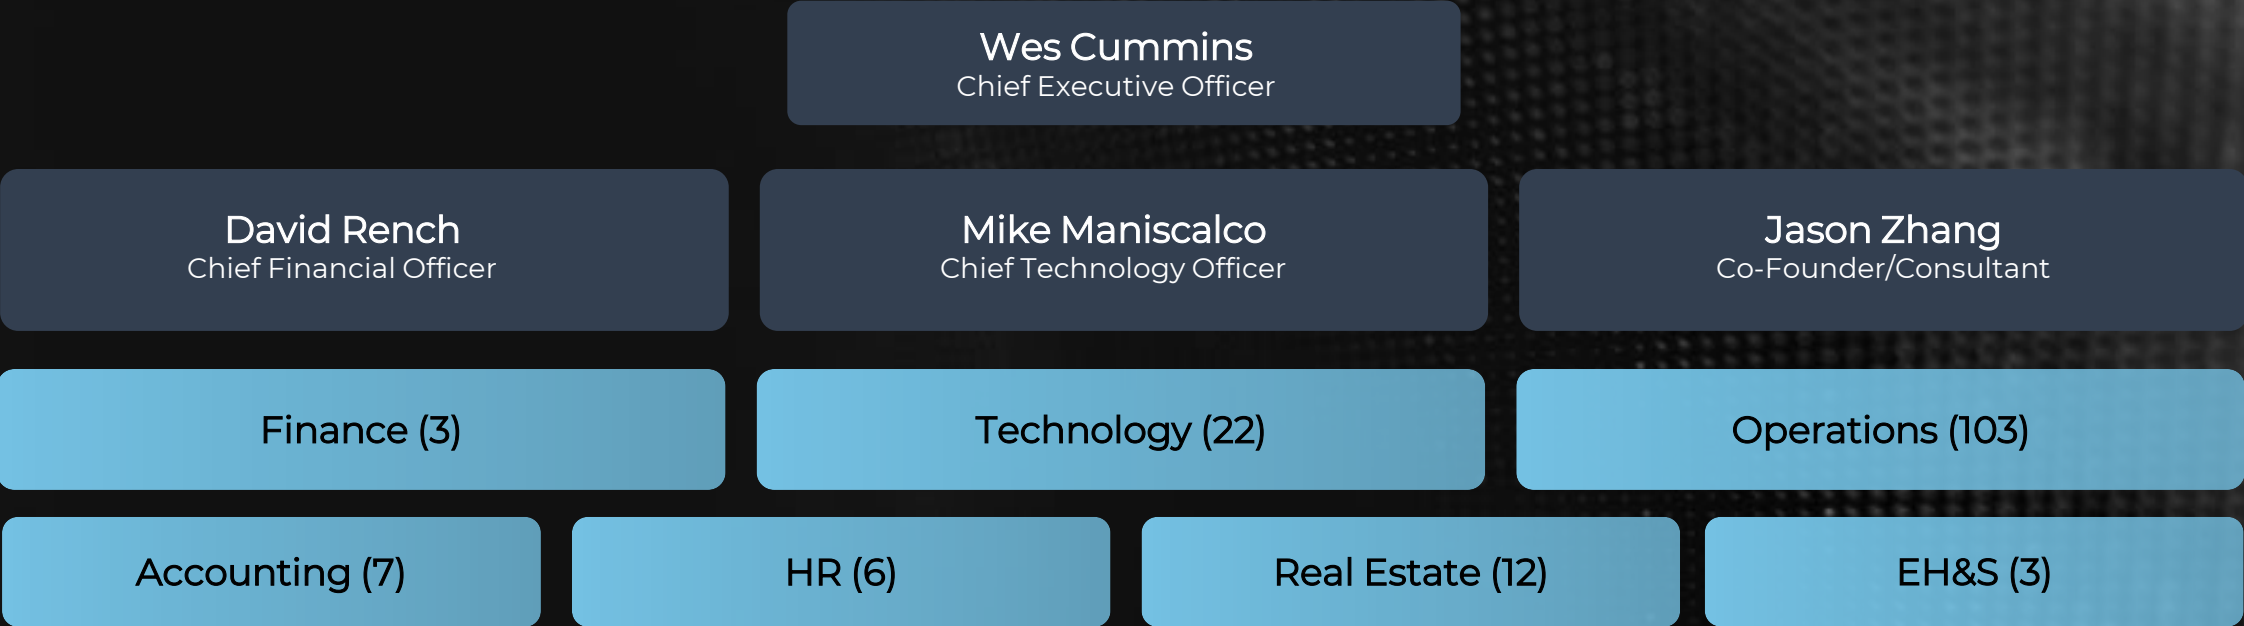 Wes Cummins
Chief Executive Officer
David Rench
Chief Financial Officer
Mike Maniscalco
Chief Technology Officer
Jason Zhang
Co-Founder/Consultant
Finance (3)
Technology (22)
Operations (103)
Accounting (7)
HR (6)
Real Estate (12)
EH&S (3)